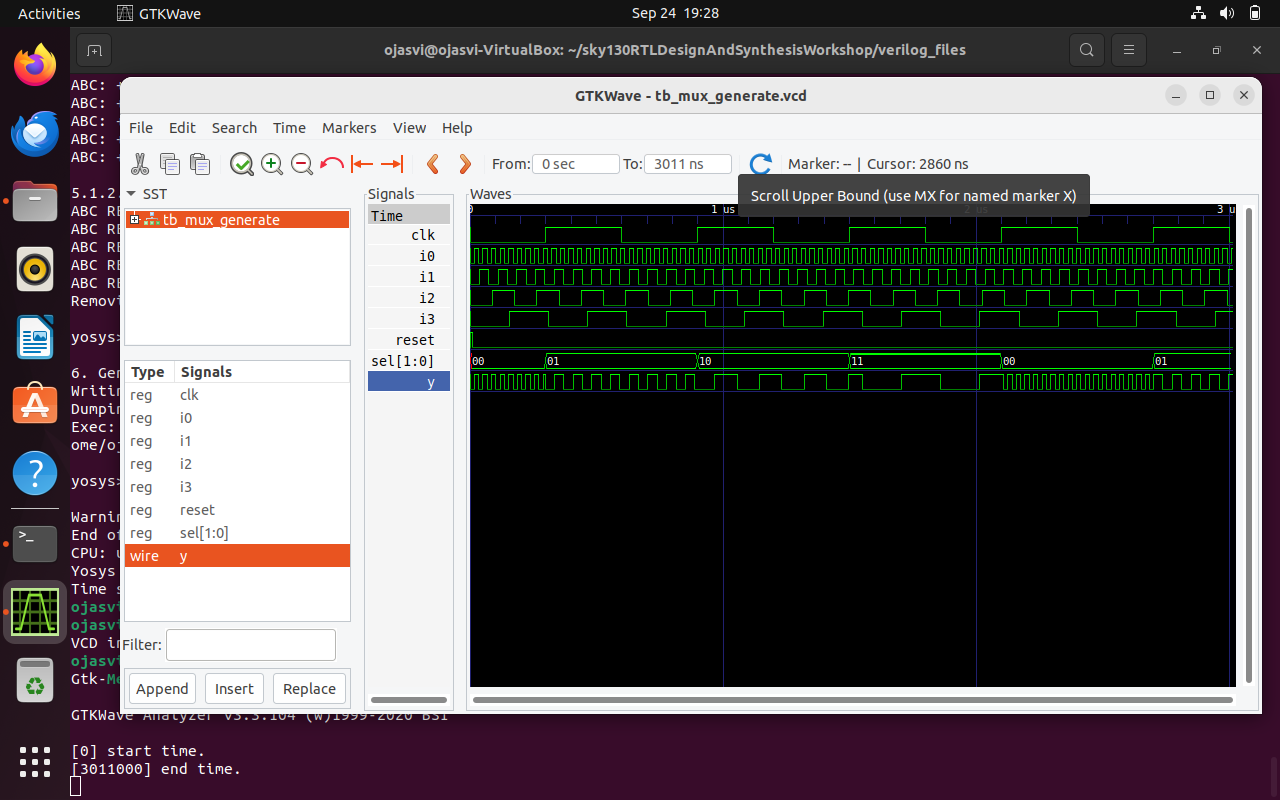 Activities GTKWave Sep 24 19:28
ojasvi@ojasvi-VirtualBox: ~/sky130RTLDesignAndSynthesisWorkshop/verilog_files
ABC: +
ABC: +
ABC: +
ABC: +
ABC: +
5.1.2.
ABC RE
ABC RE
ABC RE
ABC RE
ABC RE
Removi
yosys>
6. Gen
Writin
Dumpin
Exec:
ome/oj
yosys>
Warnin
End of
CPU: u
Yosys
Time s
ojasvi
ojasvi
VCD in
ojasvi
Gtk-Me
GTKWave - tb_mux_generate.vcd
File Edit Search Time Markers View Help
From: 0 sec To: 3011 ns Marker: -- | Cursor: 2860 ns
Scroll Upper Bound (use MX for named marker X)
SST
tb_mux_generate
Type Signals
reg clk
reg i0
reg i1
reg i2
reg i3
reg reset
reg sel[1:0]
wire y
Filter:
Append Insert Replace
Signals
Time
clk
i0
i1
i2
i3
reset
sel[1:0]
y
Waves
0 1 us 2 us 3 us
00 01 10 11 00 01
GTKWave Analyzer v3.3.104 (w)1999-2020 BSI
[0] start time.
[3011000] end time.